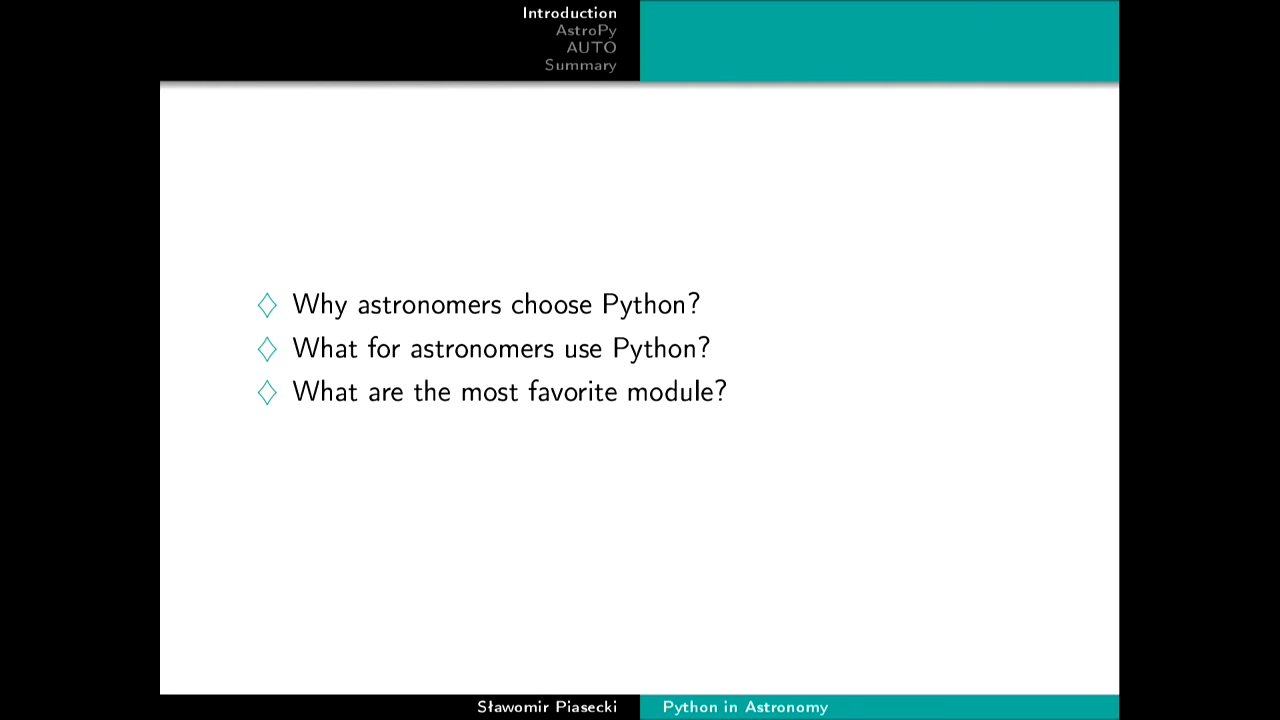 Introduction
AstroPy
AUTO
Summary
Why astronomers choose Python?
What for astronomers use Python?
What are the most favorite module?
Sławomir Piasecki
Python in Astronomy